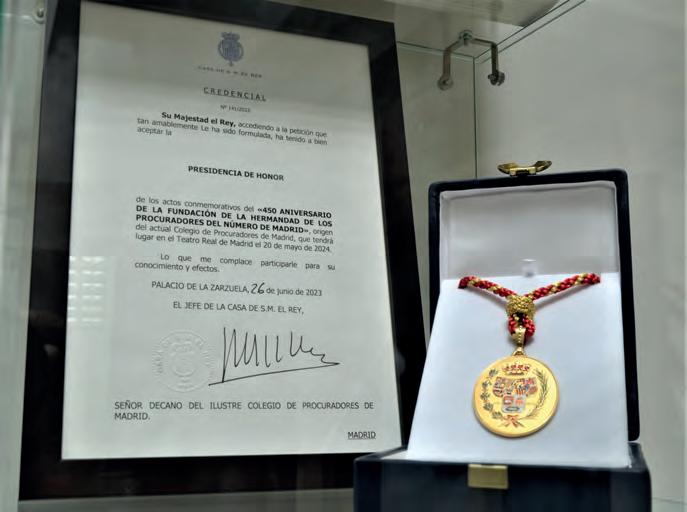 CASA DE S. M. EL REY
CREDENCIAL
Nº 141/2023
Su Majestad el Rey, accediendo a la petición que
tan amablemente Le ha sido formulada, ha tenido a bien
aceptar la
PRESIDENCIA DE HONOR
de los actos conmemorativos del «450 ANIVERSARIO
DE LA FUNDACIÓN DE LA HERMANDAD DE LOS
PROCURADORES DEL NÚMERO DE MADRID», origen
del actual Colegio de Procuradores de Madrid, que tendrá
lugar en el Teatro Real de Madrid el 20 de mayo de 2024.
Lo que me complace participarle para su
conocimiento y efectos.
PALACIO DE LA ZARZUELA, 26 de junio de 2023
EL JEFE DE LA CASA DE S.M. EL REY,
SEÑOR DECANO DEL ILUSTRE COLEGIO DE PROCURADORES DE
MADRID.
MADRID